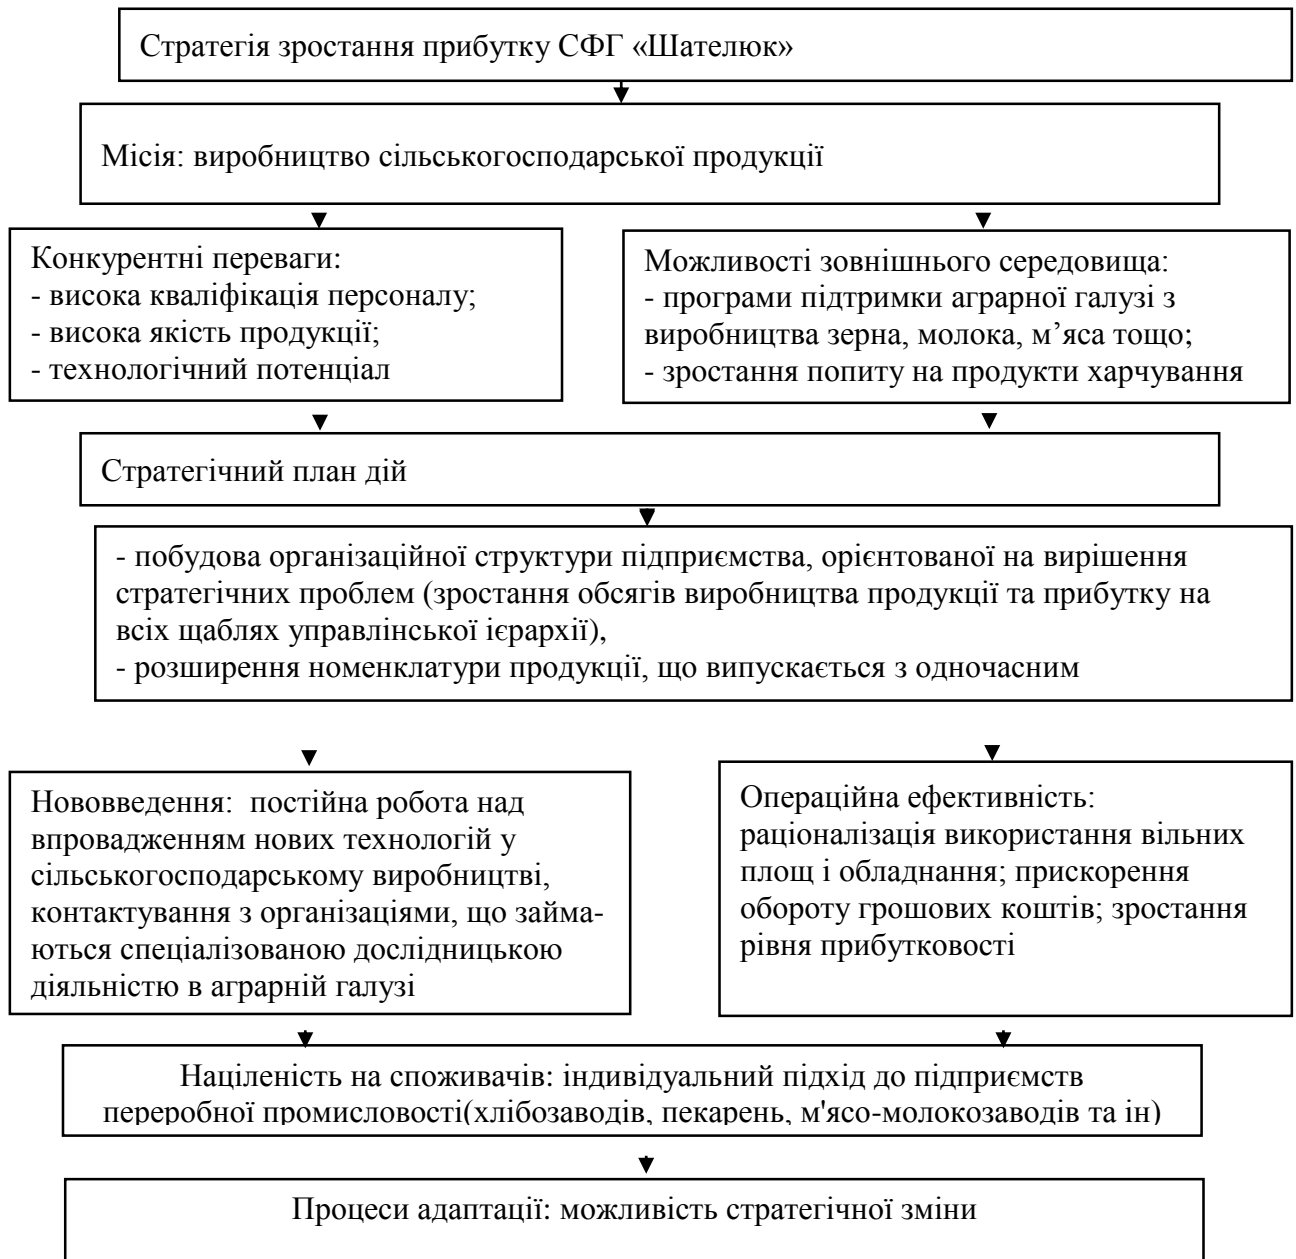 Стратегія зростання прибутку СФГ «Шателюк»
Місія: виробництво сільськогосподарської продукції
Конкурентні переваги:
- висока кваліфікація персоналу;
- висока якість продукції;
- технологічний потенціал
Можливості зовнішнього середовища:
- програми підтримки аграрної галузі з
виробництва зерна, молока, м’яса тощо;
- зростання попиту на продукти харчування
Стратегічний план дій
- побудова організаційної структури підприємства, орієнтованої на вирішення
стратегічних проблем (зростання обсягів виробництва продукції та прибутку на
всіх щаблях управлінської ієрархії),
- розширення номенклатури продукції, що випускається з одночасним
Нововведення: постійна робота над
впровадженням нових технологій у
сільськогосподарському виробництві,
контактування з організаціями, що займа-
ються спеціалізованою дослідницькою
діяльністю в аграрній галузі
Операційна ефективність:
раціоналізація використання вільних
площ і обладнання; прискорення
обороту грошових коштів; зростання
рівня прибутковості
Націленість на споживачів: індивідуальний підхід до підприємств
переробної промисловості(хлібозаводів, пекарень, м'ясо-молокозаводів та ін)
Процеси адаптації: можливість стратегічної зміни